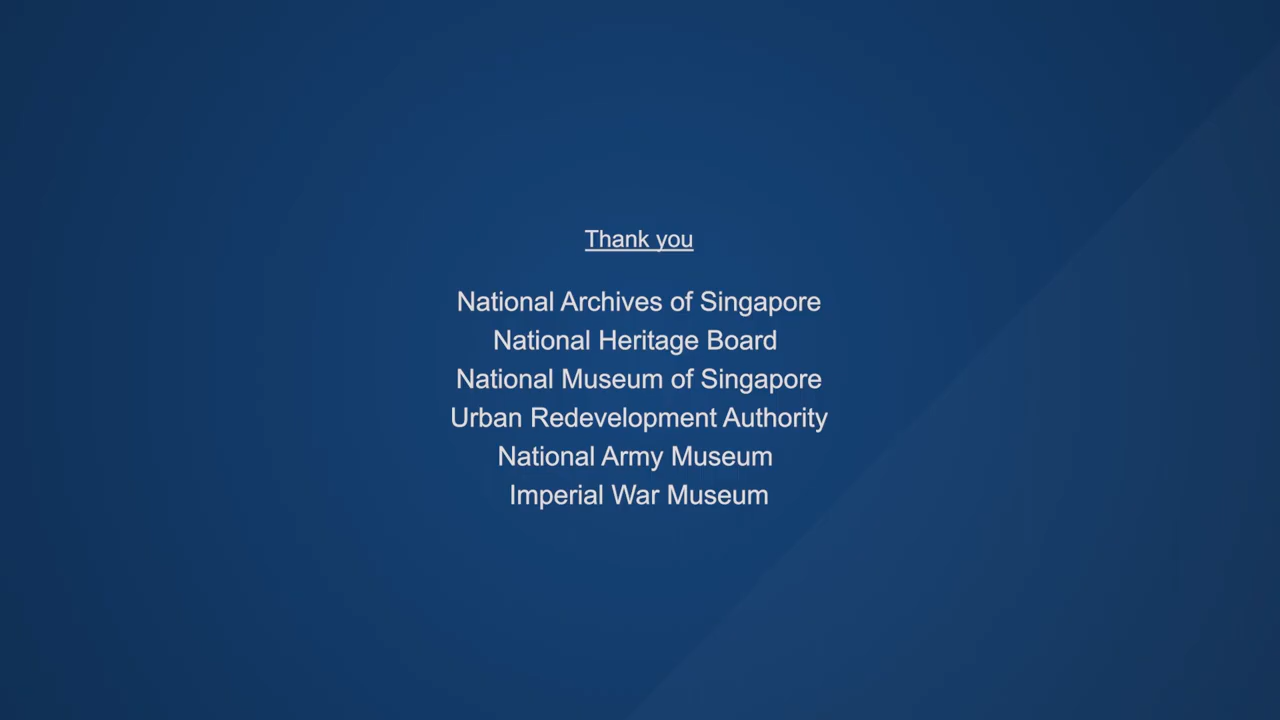 Thank you
National Archives of Singapore
National Heritage Board
National Museum of Singapore
Urban Redevelopment Authority
National Army Museum
Imperial War Museum